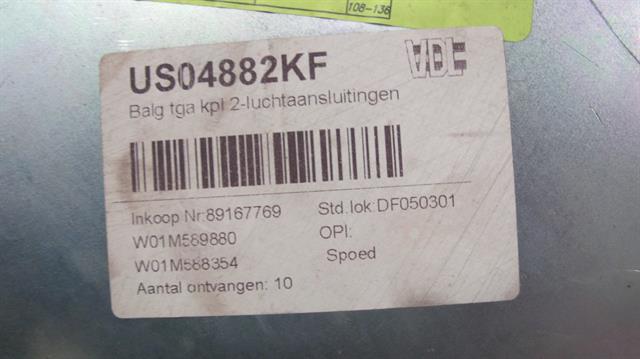 108-136
US04882KF
VDL
Balg tga kpl 2-luchtaansluitingen
Inkoop Nr:89167769 Std.lok:DF050301
W01M589880 OPI:
W01M588354 Spoed
Aantal ontvangen: 10